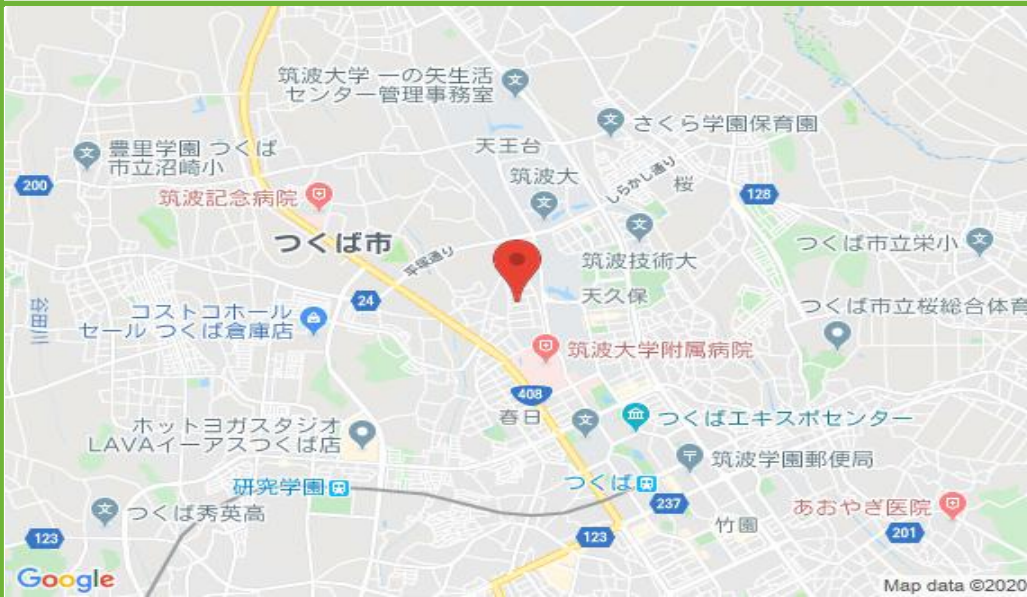 筑波大学 一の矢生活
センター管理事務室
さくら学園保育園
豊里学園 つくば
市立沼崎小
天王台
しらかし通り
筑波大
桜
200
128
筑波記念病院
つくば市
平塚通り
筑波技術大
つくば市立栄小
天久保
24
谷田川
コストコホール
セール つくば倉庫店
つくば市立桜総合体育
筑波大学附属病院
408
春日
つくばエキスポセンター
ホットヨガスタジオ
LAVAイーアスつくば店
筑波学園郵便局
研究学園
つくば
237
あおやぎ医院
つくば秀英高
竹園
201
123
123
Google
Map data ©2020